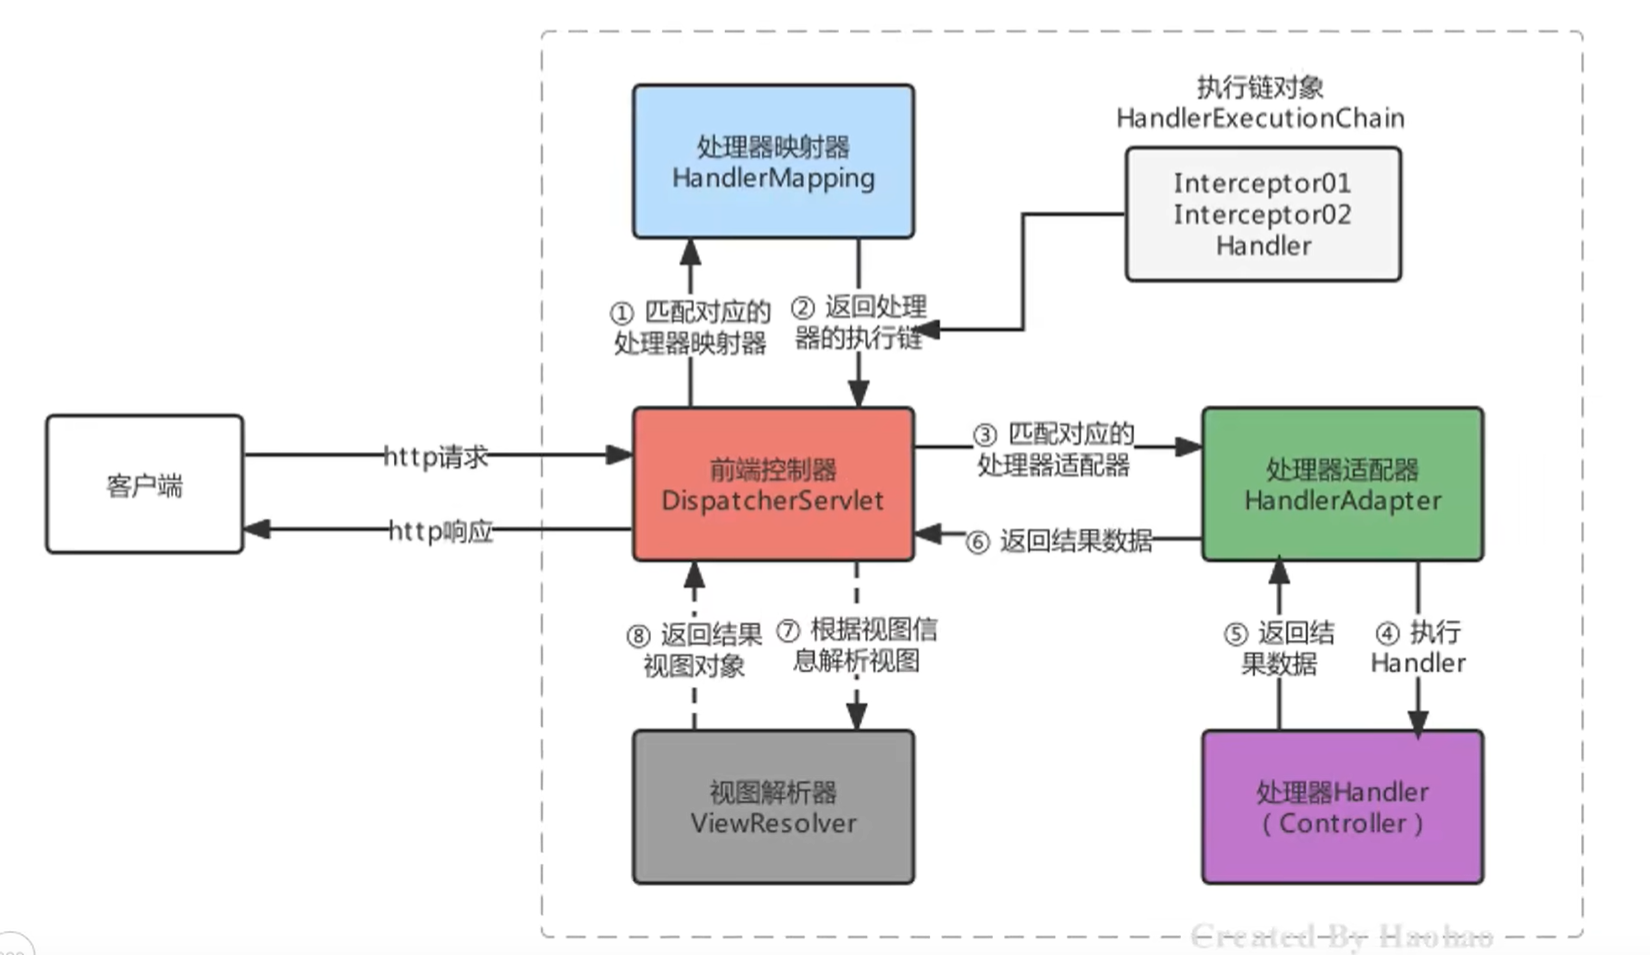 执行链对象
HandlerExecutionChain
处理器映射器
HandlerMapping
Interceptor01
Interceptor02
Handler
① 匹配对应的
处理器映射器
② 返回处理
器的执行链
客户端
http请求
http响应
前端控制器
DispatcherServlet
③ 匹配对应的
处理器适配器
⑥ 返回结果数据
处理器适配器
HandlerAdapter
⑧ 返回结果
视图对象
⑦ 根据视图信
息解析视图
⑤ 返回结
果数据
④ 执行
Handler
视图解析器
ViewResolver
处理器Handler
( Controller )
Created By Haohao